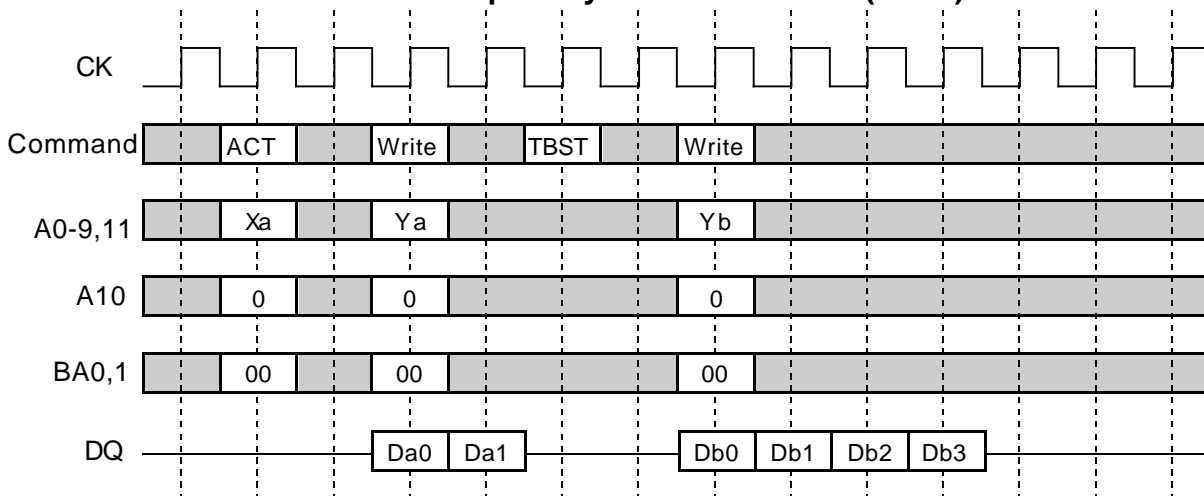 CK
Command ACT Write TBST Write
A0-9,11 Xa Ya Yb
A10 0 0 0
BA0,1 00 00 00
DQ Da0 Da1 Db0 Db1 Db2 Db3